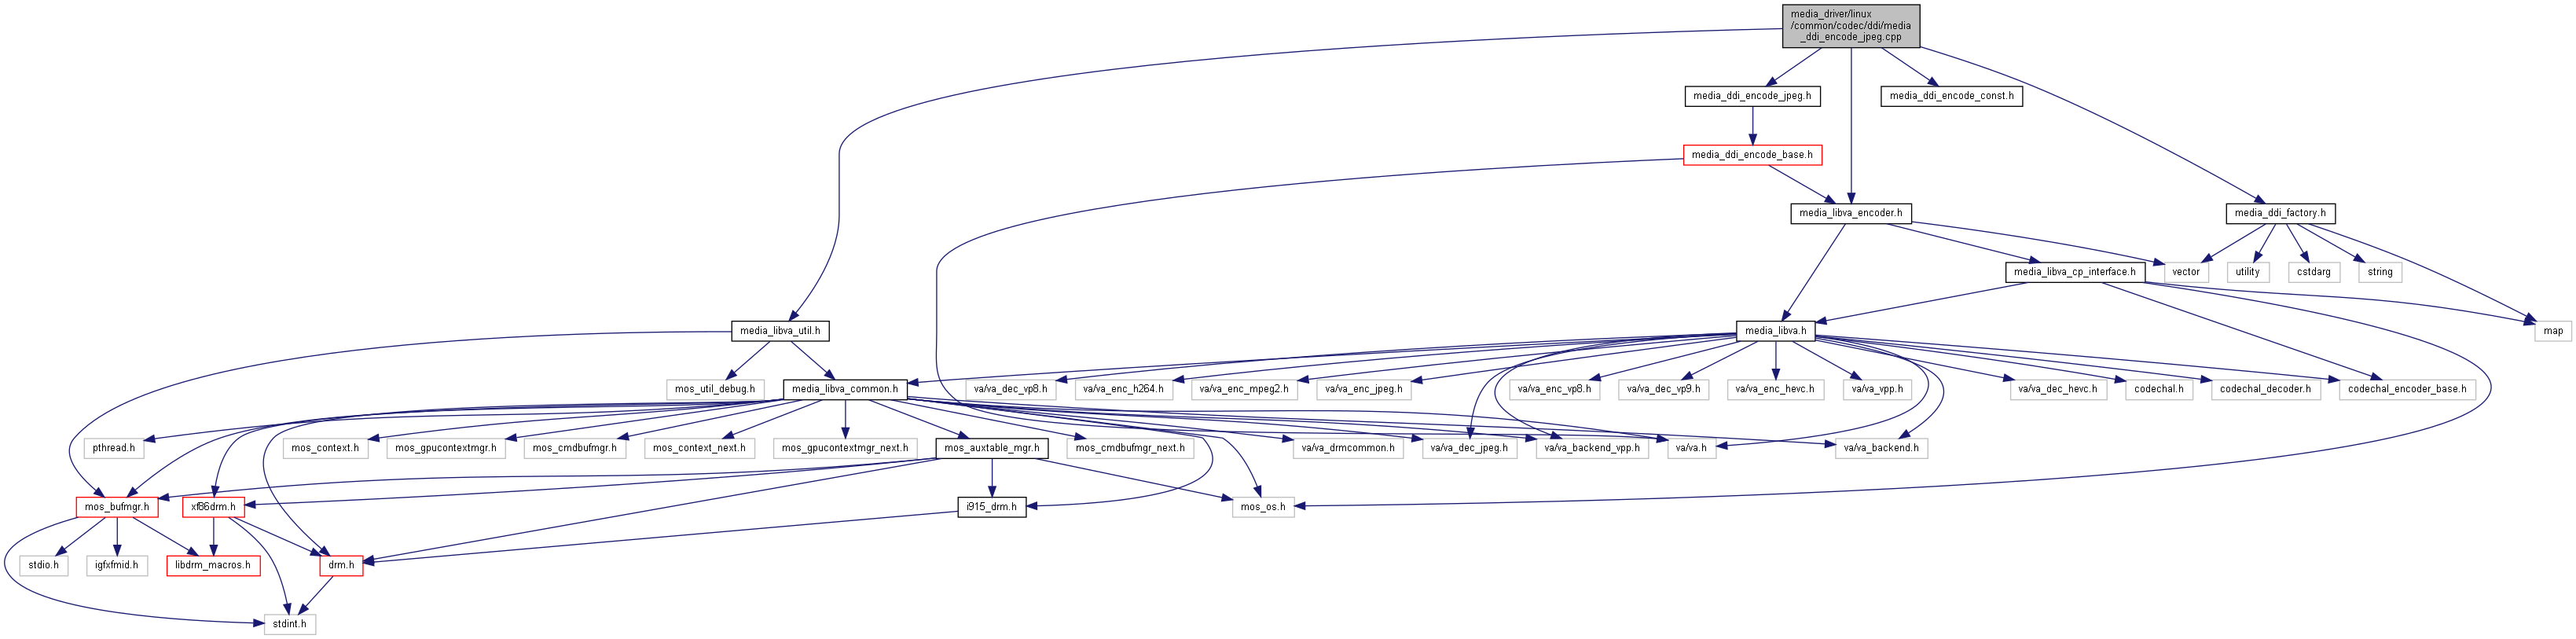 media_driver/linux
/common/codec/ddi/media
_ddi_encode_jpeg.cpp
media_ddi_encode_jpeg.h
media_ddi_encode_const.h
media_ddi_encode_base.h
media_libva_encoder.h
media_ddi_factory.h
media_libva_cp_interface.h
vector
utility
cstdarg
string
media_libva_util.h
media_libva.h
map
mos_util_debug.h
media_libva_common.h
va/va_dec_vp8.h
va/va_enc_h264.h
va/va_enc_mpeg2.h
va/va_enc_jpeg.h
va/va_enc_vp8.h
va/va_dec_vp9.h
va/va_enc_hevc.h
va/va_vpp.h
va/va_dec_hevc.h
codechal.h
codechal_decoder.h
codechal_encoder_base.h
pthread.h
mos_context.h
mos_gpucontextmgr.h
mos_cmdbufmgr.h
mos_context_next.h
mos_gpucontextmgr_next.h
mos_auxtable_mgr.h
mos_cmdbufmgr_next.h
va/va_drmcommon.h
va/va_dec_jpeg.h
va/va_backend_vpp.h
va/va.h
va/va_backend.h
mos_bufmgr.h
xf86drm.h
i915_drm.h
mos_os.h
stdio.h
igfxfmid.h
libdrm_macros.h
drm.h
stdint.h